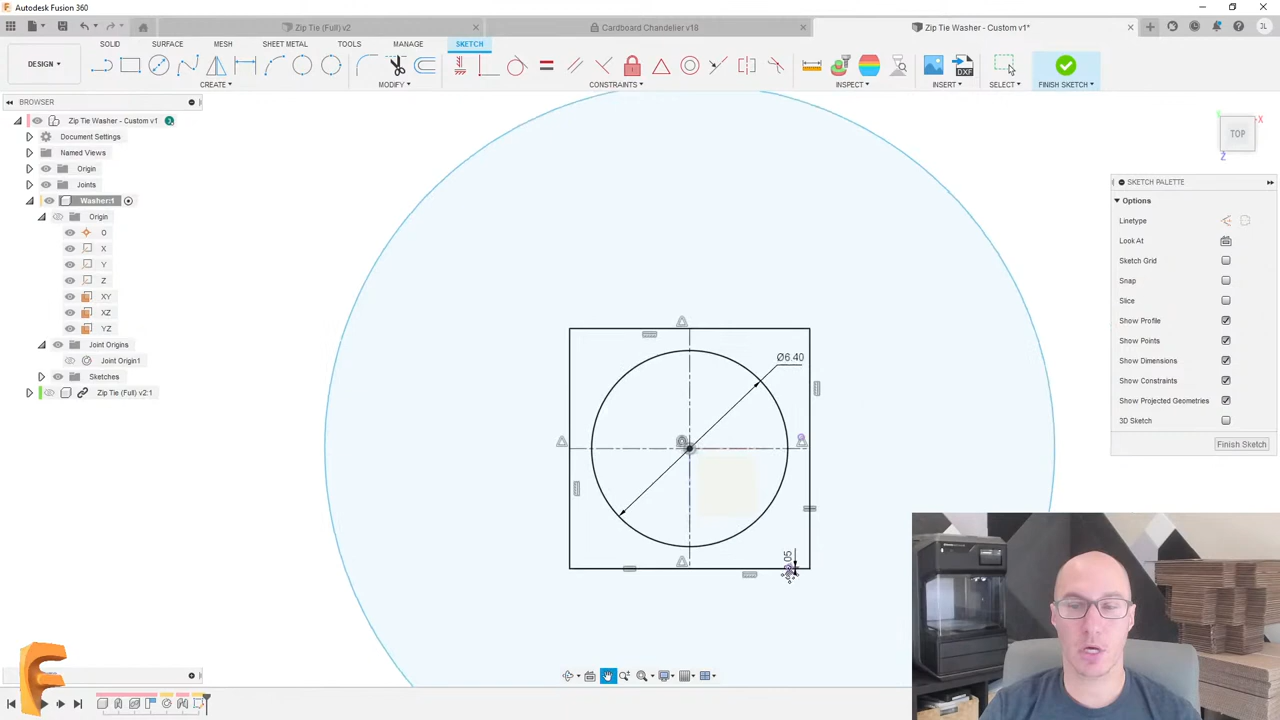 Autodesk Fusion 360
Zip Tie (Full) v2
Cardboard Chandelier v16
Zip Tie Washer - Custom v1*
JL
DESIGN
SOLID SURFACE MESH SHEET METAL TOOLS MANAGE SKETCH
CREATE MODIFY CONSTRAINTS INSPECT INSERT SELECT FINISH SKETCH
DXF
BROWSER
Zip Tie Washer - Custom v1
Document Settings
Named Views
Origin
Joints
Washer:1
Origin
O
X
Y
Z
XY
XZ
YZ
Joint Origins
Joint Origin1
Sketches
Zip Tie (Full) v2:1
TOP
X
Z
SKETCH PALETTE
Options
Linetype
Look At
Sketch Grid
Snap
Slice
Show Profile
Show Points
Show Dimensions
Show Constraints
Show Projected Geometries
3D Sketch
Finish Sketch
Ø6.40